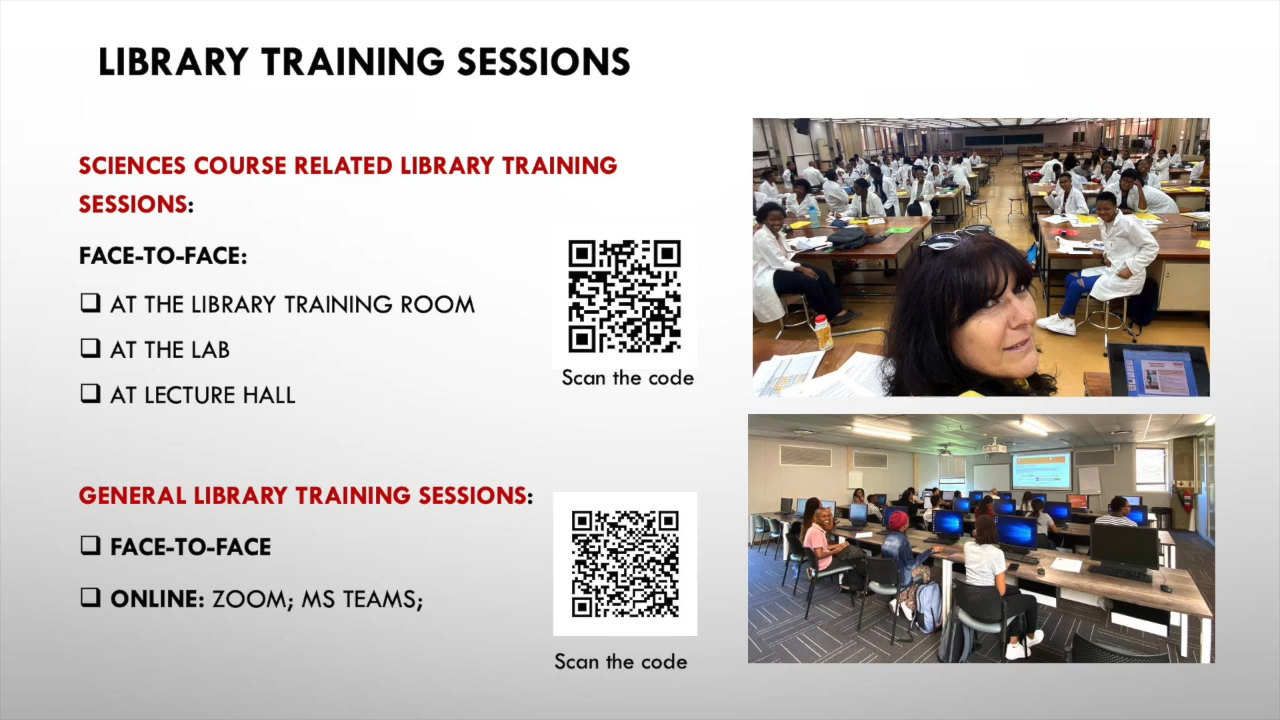 LIBRARY TRAINING SESSIONS
SCIENCES COURSE RELATED LIBRARY TRAINING
SESSIONS:
FACE-TO-FACE:
❑ AT THE LIBRARY TRAINING ROOM
❑ AT THE LAB
❑ AT LECTURE HALL
Scan the code
GENERAL LIBRARY TRAINING SESSIONS:
❑ FACE-TO-FACE
❑ ONLINE: ZOOM; MS TEAMS;
Scan the code